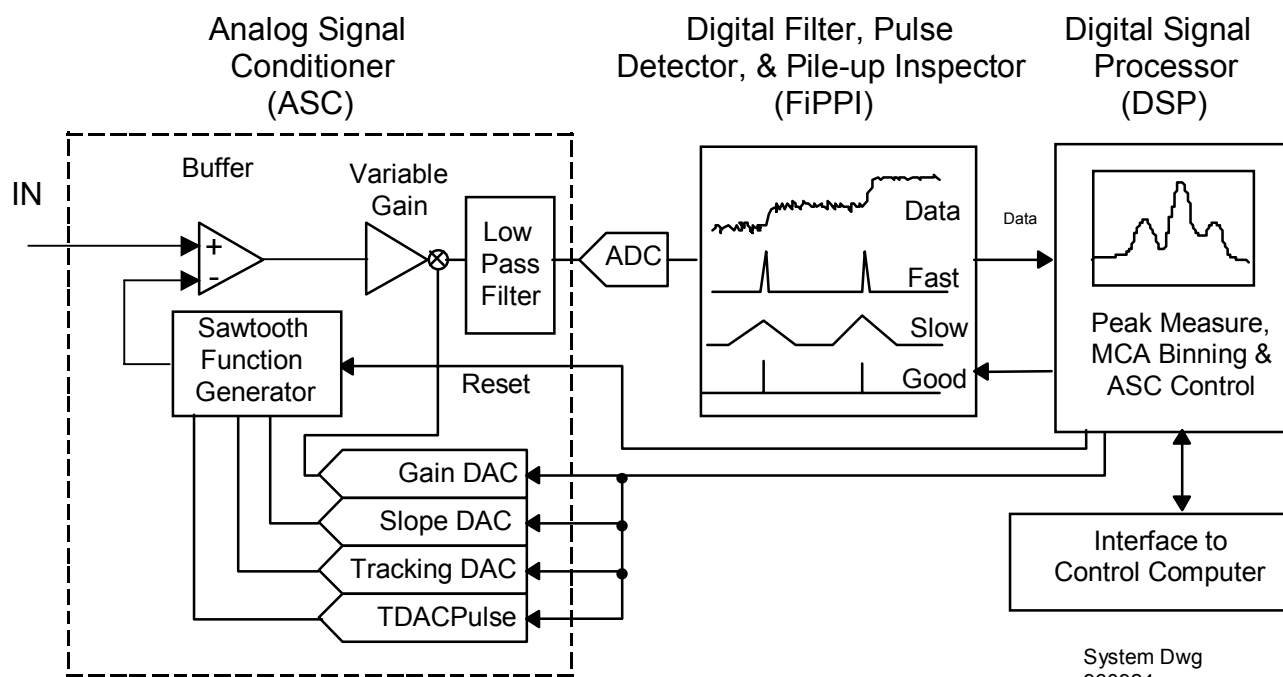 Analog Signal
Conditioner
(ASC)
Digital Filter, Pulse
Detector, & Pile-up Inspector
(FiPPI)
Digital Signal
Processor
(DSP)
IN
Buffer
Variable
Gain
+
-
Low
Pass
Filter
ADC
Data
Fast
Slow
Good
Data
Peak Measure,
MCA Binning &
ASC Control
Sawtooth
Function
Generator
Reset
Gain DAC
Slope DAC
Tracking DAC
TDACPulse
Interface to
Control Computer
System Dwg